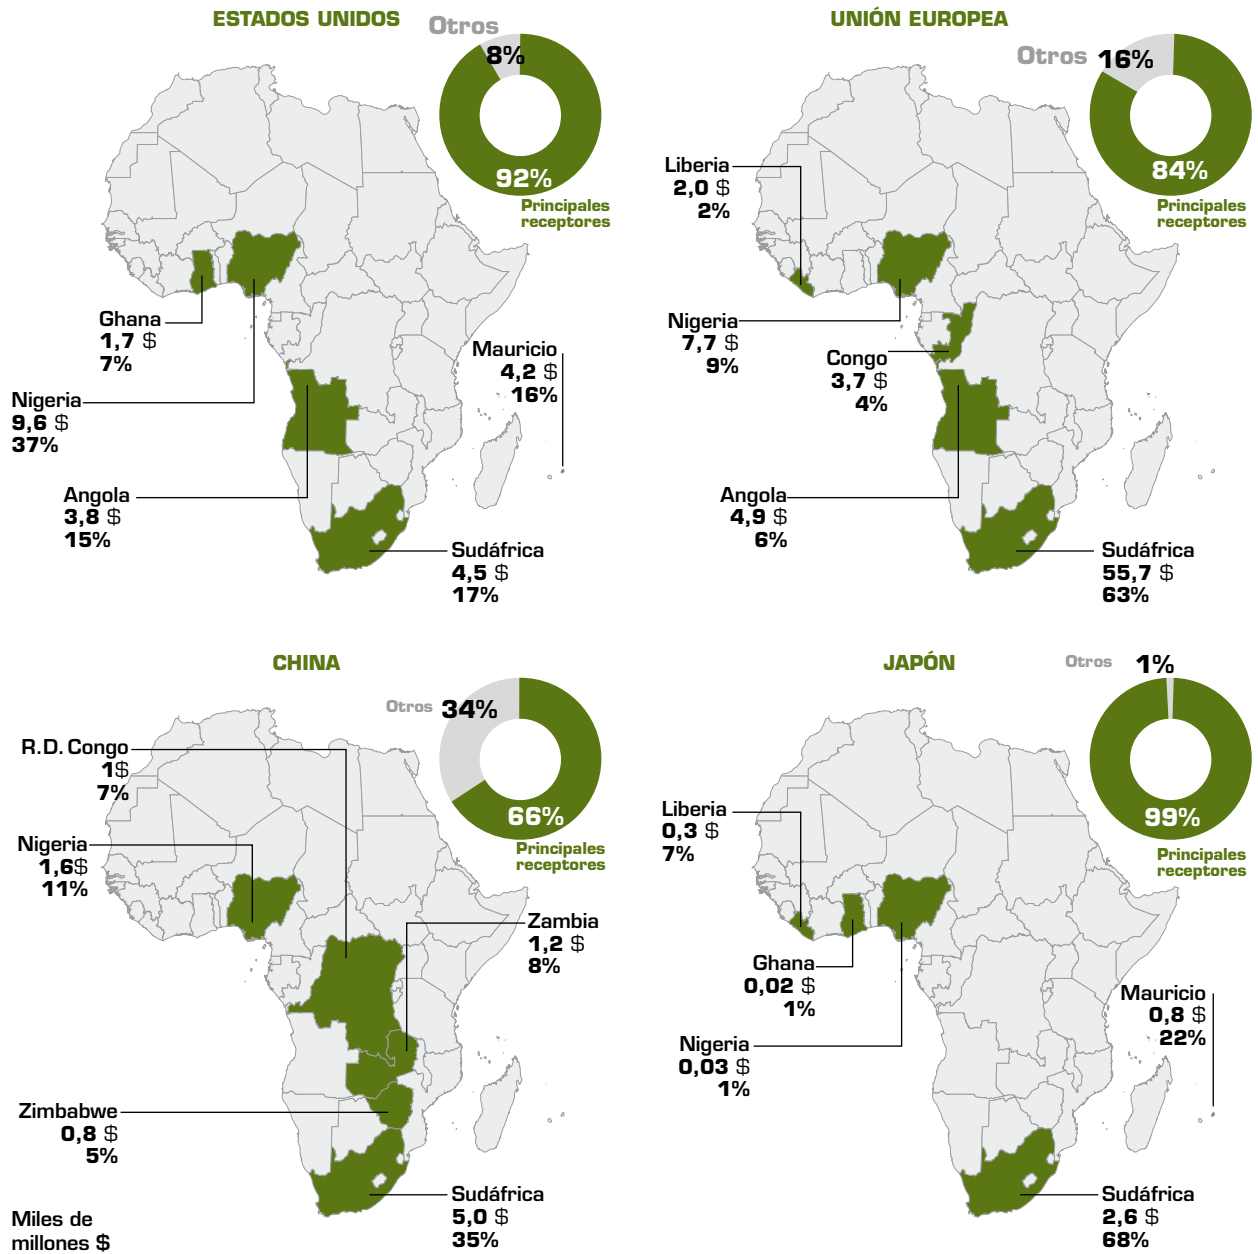 ESTADOS UNIDOS
Otros
8%
92%
Principales
receptores
Ghana
1,7 $
7%
Nigeria
9,6 $
37%
Angola
3,8 $
15%
Mauricio
4,2 $
16%
Sudáfrica
4,5 $
17%
UNIÓN EUROPEA
Otros 16%
84%
Principales
receptores
Liberia
2,0 $
2%
Nigeria
7,7 $
9%
Congo
3,7 $
4%
Angola
4,9 $
6%
Sudáfrica
55,7 $
63%
CHINA
Otros 34%
66%
Principales
receptores
R.D. Congo
1$
7%
Nigeria
1,6$
11%
Zambia
1,2 $
8%
Zimbabwe
0,8 $
5%
Sudáfrica
5,0 $
35%
Miles de
millones $
JAPÓN
Otros 1%
99%
Principales
receptores
Liberia
0,3 $
7%
Ghana
0,02 $
1%
Nigeria
0,03 $
1%
Mauricio
0,8 $
22%
Sudáfrica
2,6 $
68%